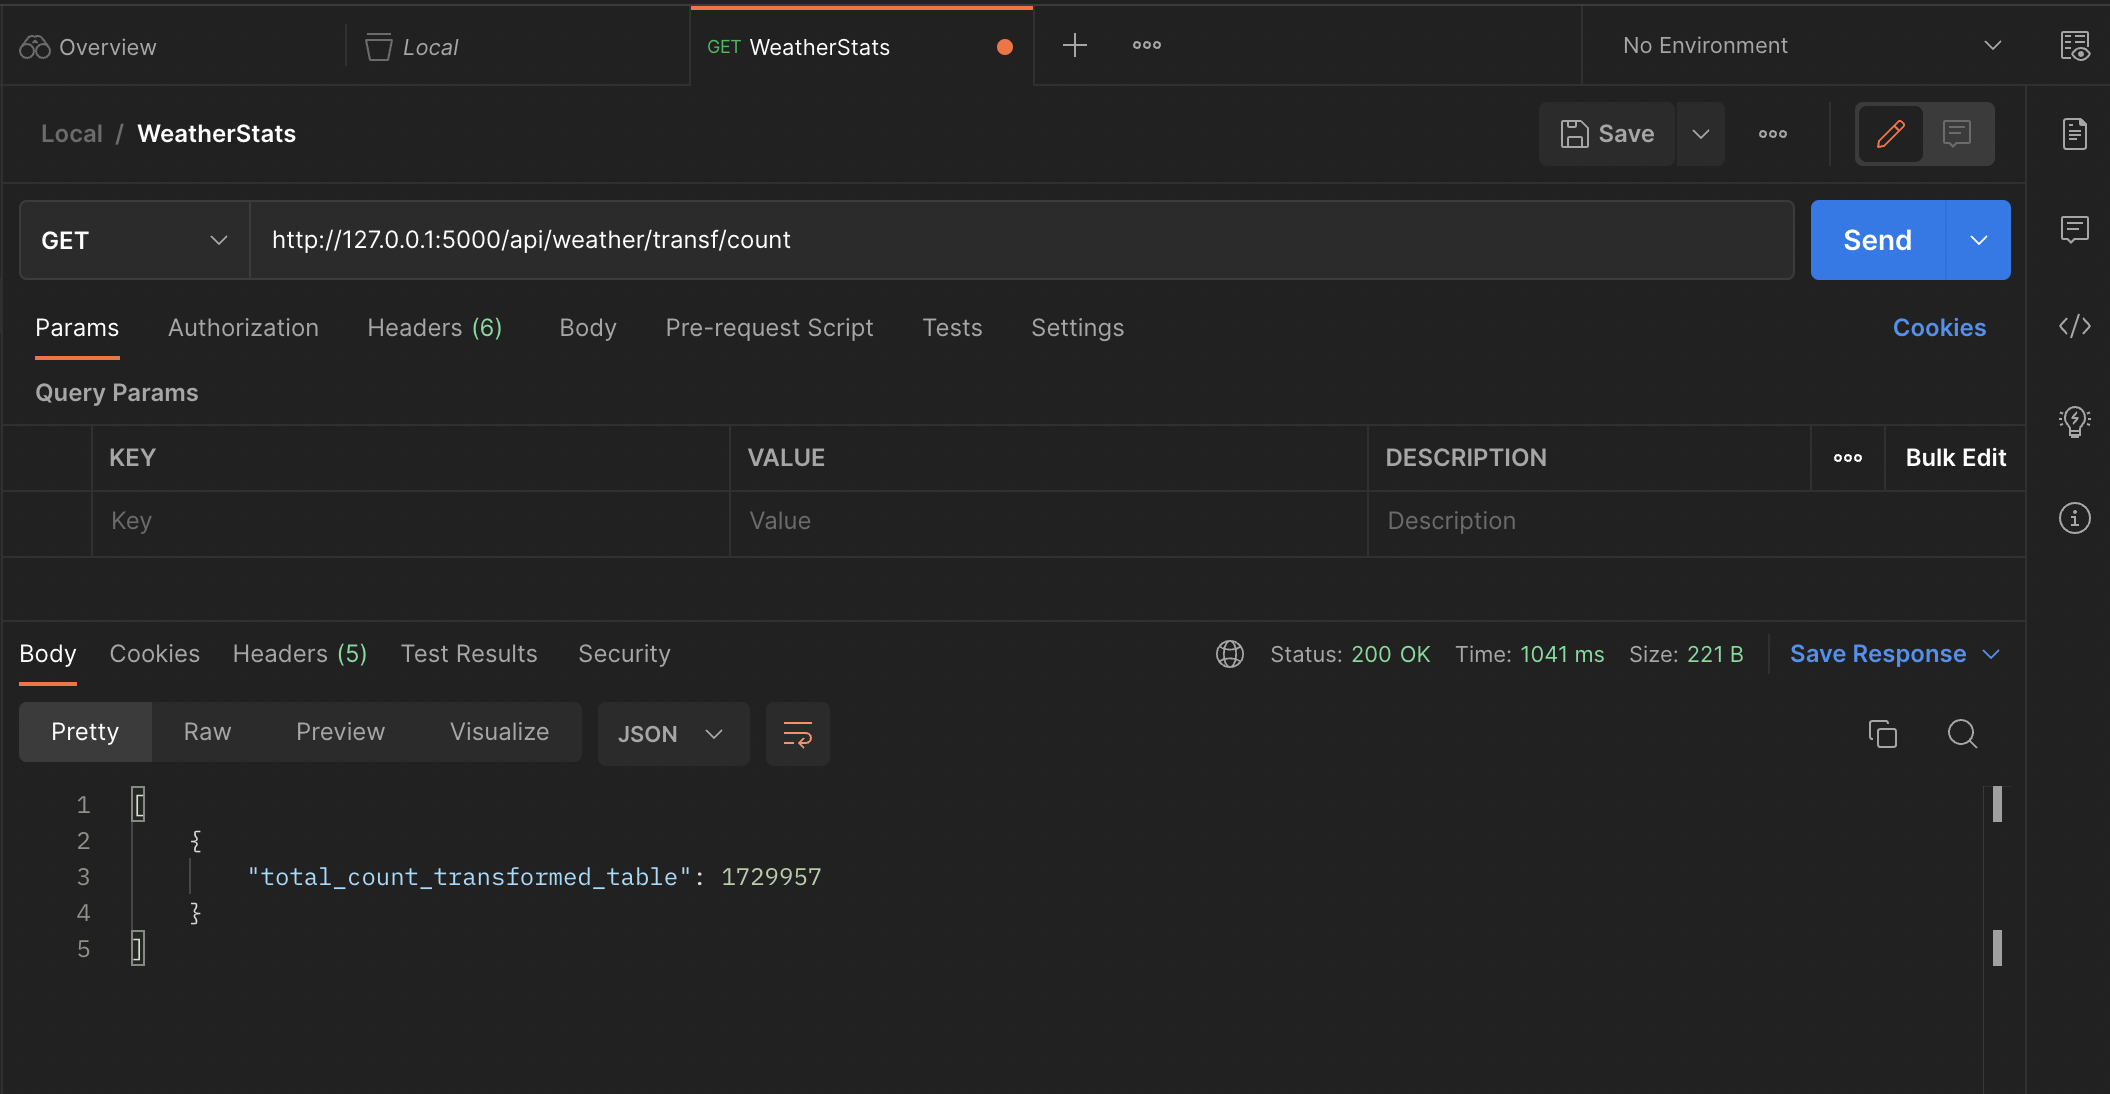 Overview Local GET WeatherStats No Environment
Local / WeatherStats Save
GET http://127.0.0.1:5000/api/weather/transf/count Send
Params Authorization Headers (6) Body Pre-request Script Tests Settings Cookies
Query Params
KEY VALUE DESCRIPTION Bulk Edit
Key Value Description
Body Cookies Headers (5) Test Results Security Status: 200 OK Time: 1041 ms Size: 221 B Save Response
Pretty Raw Preview Visualize JSON
1 [
2 {
3 "total_count_transformed_table": 1729957
4 }
5 ]